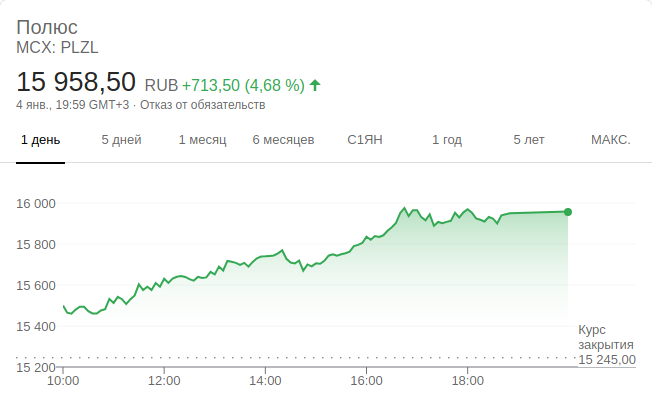 Полюс
MCX: PLZL
15 958,50 RUB +713,50 (4,68 %)
4 янв., 19:59 GMT+3 · Отказ от обязательств
1 день 5 дней 1 месяц 6 месяцев С1ЯН 1 год 5 лет МАКС.
16 000
15 800
15 600
15 400
Курс
закрытия
15 245,00
15 200
10:00 12:00 14:00 16:00 18:00